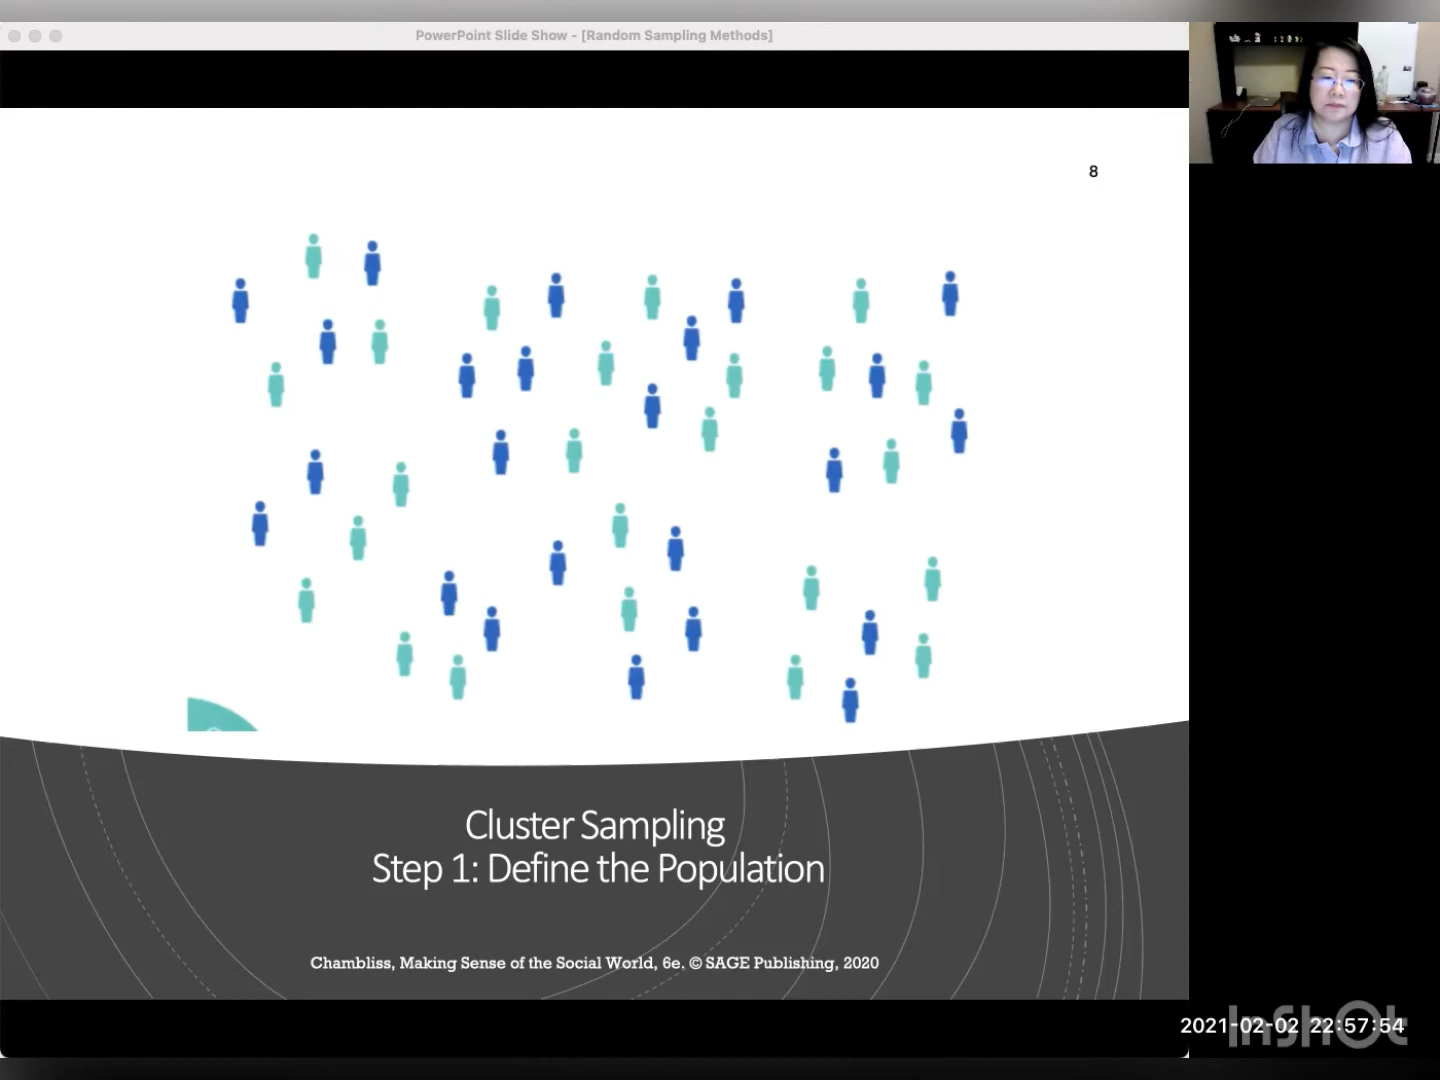 PowerPoint Slide Show - [Random Sampling Methods]
8
Cluster Sampling
Step 1: Define the Population
Chambliss, Making Sense of the Social World, 6e. © SAGE Publishing, 2020
2021-02-02 22:57:54
InShOt